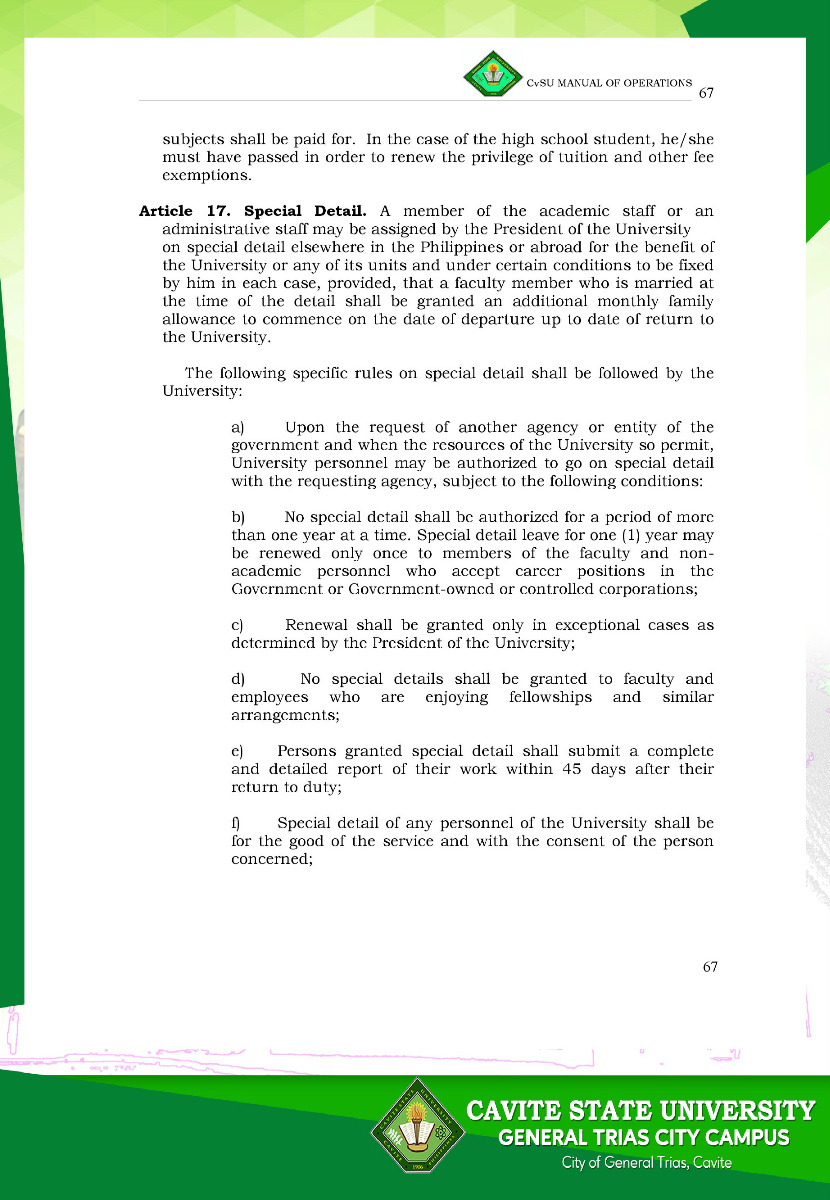 CvSU MANUAL OF OPERATIONS
67
subjects shall be paid for. In the case of the high school student, he/she
must have passed in order to renew the privilege of tuition and other fee
exemptions.
Article 17. Special Detail. A member of the academic staff or an
administrative staff may be assigned by the President of the University
on special detail elsewhere in the Philippines or abroad for the benefit of
the University or any of its units and under certain conditions to be fixed
by him in each case, provided, that a faculty member who is married at
the time of the detail shall be granted an additional monthly family
allowance to commence on the date of departure up to date of return to
the University.
The following specific rules on special detail shall be followed by the
University:
a) Upon the request of another agency or entity of the
government and when the resources of the University so permit,
University personnel may be authorized to go on special detail
with the requesting agency, subject to the following conditions:
b) No special detail shall be authorized for a period of more
than one year at a time. Special detail leave for one (1) year may
be renewed only once to members of the faculty and non-
academic personnel who accept career positions in the
Government or Government-owned or controlled corporations;
c) Renewal shall be granted only in exceptional cases as
determined by the President of the University;
d) No special details shall be granted to faculty and
employees who are enjoying fellowships and similar
arrangements;
e) Persons granted special detail shall submit a complete
and detailed report of their work within 45 days after their
return to duty;
f) Special detail of any personnel of the University shall be
for the good of the service and with the consent of the person
concerned;
67
1906
CAVITE STATE UNIVERSITY
GENERAL TRIAS CITY CAMPUS
City of General Trias, Cavite